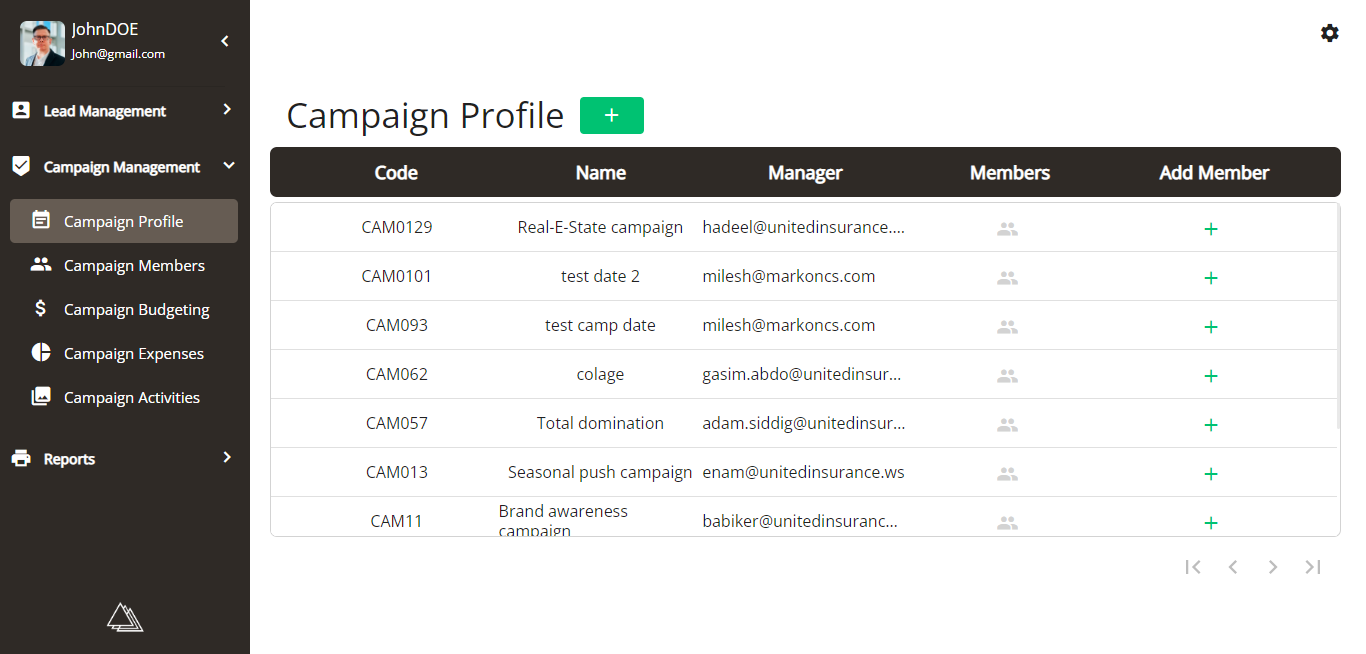 JohnDOE
John@gmail.com
Lead Management
Campaign Management
Campaign Profile
Campaign Members
Campaign Budgeting
Campaign Expenses
Campaign Activities
Reports
Campaign Profile +
Code Name Manager Members Add Member
CAM0129 Real-E-State campaign hadeel@unitedinsurance.... +
CAM0101 test date 2 milesh@markoncs.com +
CAM093 test camp date milesh@markoncs.com +
CAM062 colage gasim.abdo@unitedinsur... +
CAM057 Total domination adam.siddig@unitedinsur... +
CAM013 Seasonal push campaign enam@unitedinsurance.ws +
CAM11 Brand awareness babiker@unitedinsuranc... +
campaign